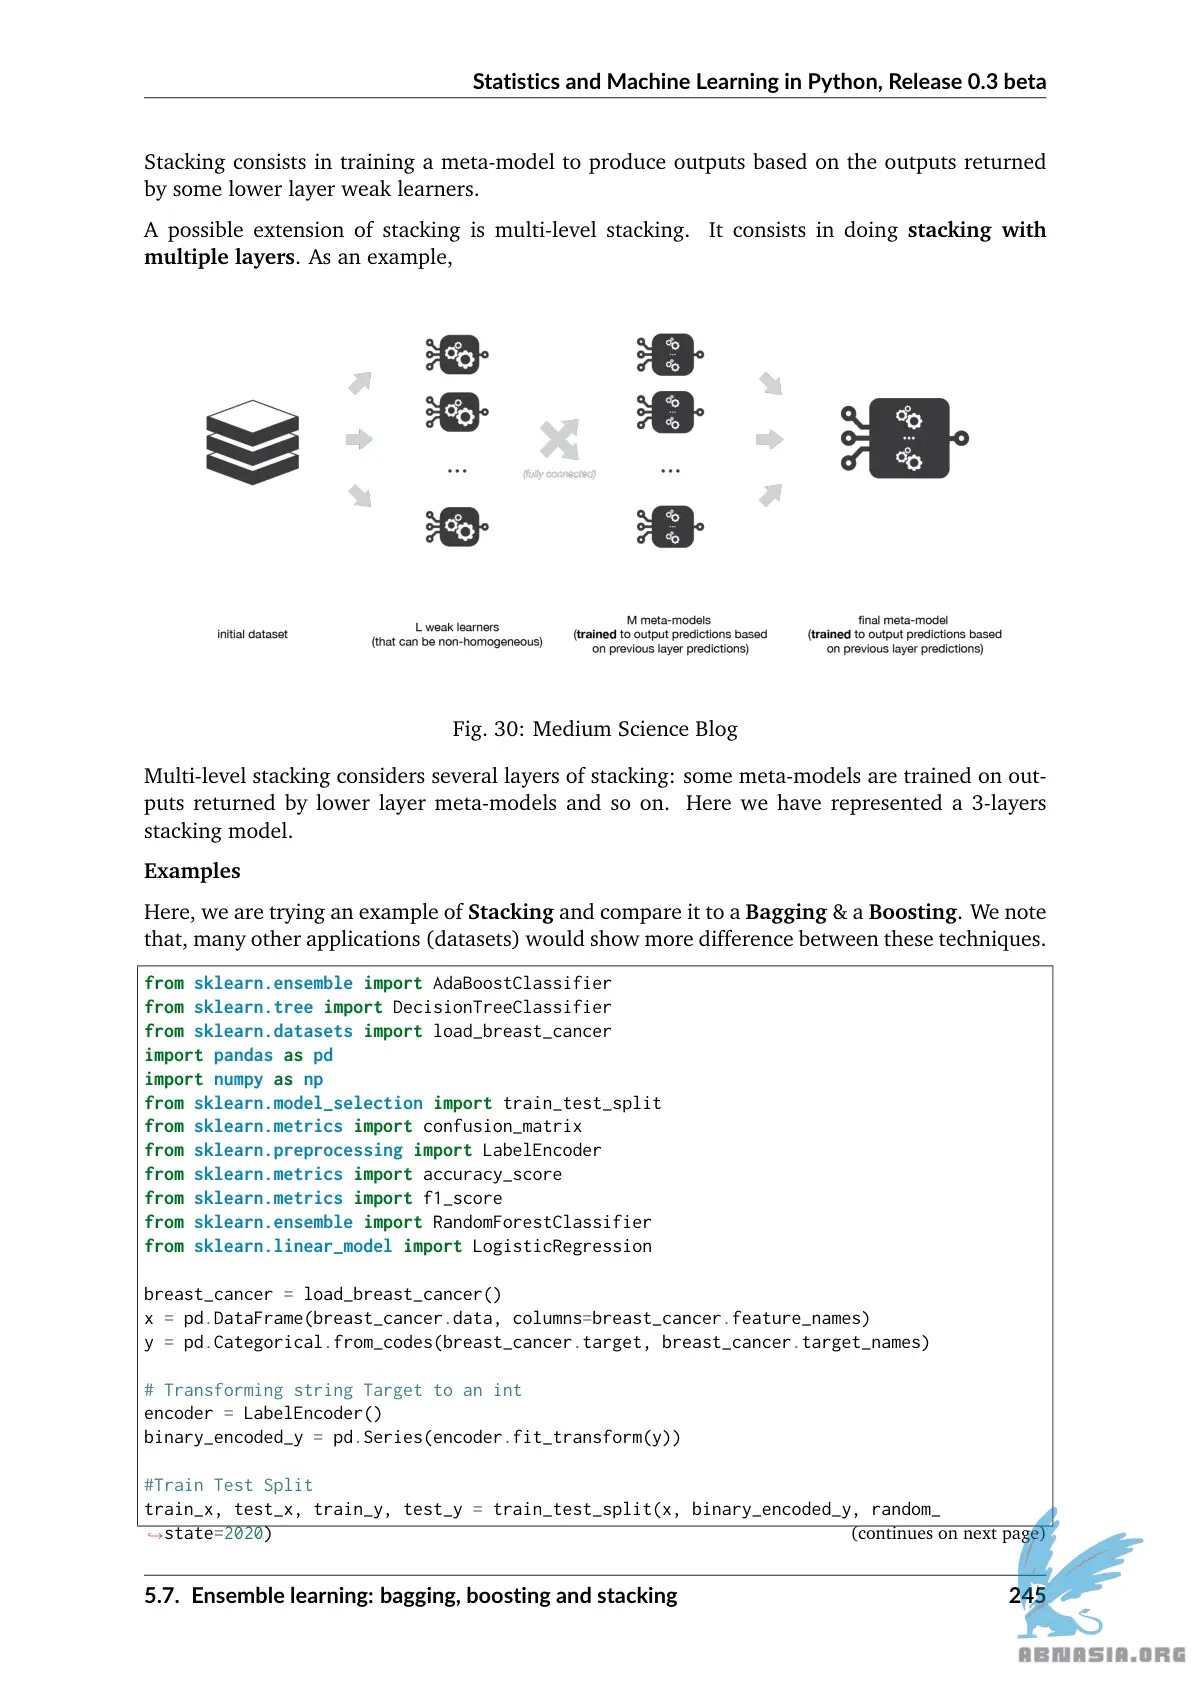 Statistics and Machine Learning in Python, Release 0.3 beta
Stacking consists in training a meta-model to produce outputs based on the outputs returned
by some lower layer weak learners.
A possible extension of stacking is multi-level stacking. It consists in doing stacking with
multiple layers. As an example,
(fully connected)
...
...
initial dataset
L weak learners
(that can be non-homogeneous)
M meta-models
(trained to output predictions based
on previous layer predictions)
final meta-model
(trained to output predictions based
on previous layer predictions)
Fig. 30: Medium Science Blog
Multi-level stacking considers several layers of stacking: some meta-models are trained on out-
puts returned by lower layer meta-models and so on. Here we have represented a 3-layers
stacking model.
Examples
Here, we are trying an example of Stacking and compare it to a Bagging & a Boosting. We note
that, many other applications (datasets) would show more difference between these techniques.
from sklearn.ensemble import AdaBoostClassifier
from sklearn.tree import DecisionTreeClassifier
from sklearn.datasets import load_breast_cancer
import pandas as pd
import numpy as np
from sklearn.model_selection import train_test_split
from sklearn.metrics import confusion_matrix
from sklearn.preprocessing import LabelEncoder
from sklearn.metrics import accuracy_score
from sklearn.metrics import f1_score
from sklearn.ensemble import RandomForestClassifier
from sklearn.linear_model import LogisticRegression
breast_cancer = load_breast_cancer()
x = pd.DataFrame(breast_cancer.data, columns=breast_cancer.feature_names)
y = pd.Categorical.from_codes(breast_cancer.target, breast_cancer.target_names)
# Transforming string Target to an int
encoder = LabelEncoder()
binary_encoded_y = pd.Series(encoder.fit_transform(y))
#Train Test Split
train_x, test_x, train_y, test_y = train_test_split(x, binary_encoded_y, random_
↪state=2020)
(continues on next page)
5.7. Ensemble learning: bagging, boosting and stacking
245
ABNASIA.ORG